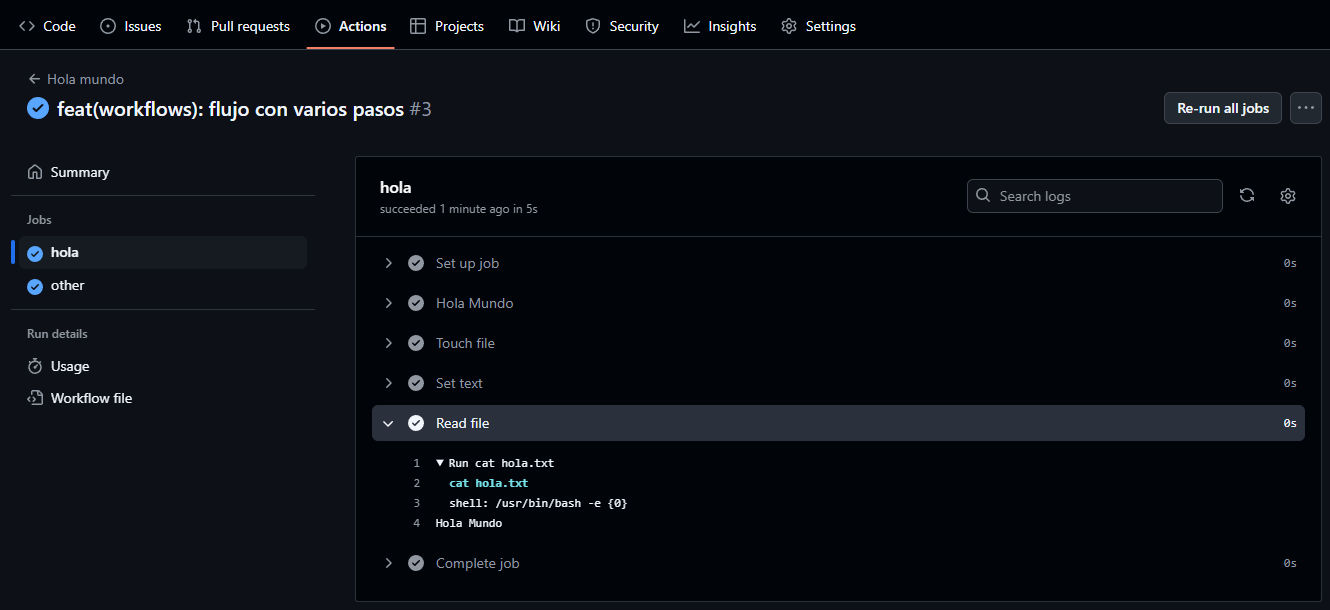 Code Issues Pull requests Actions Projects Wiki Security Insights Settings
Hola mundo
feat(workflows): flujo con varios pasos #3
Re-run all jobs
Summary
Jobs
hola
other
Run details
Usage
Workflow file
hola
succeeded 1 minute ago in 5s
Search logs
Set up job 0s
Hola Mundo 0s
Touch file 0s
Set text 0s
Read file 0s
1 Run cat hola.txt
2 cat hola.txt
3 shell: /usr/bin/bash -e {0}
4 Hola Mundo
Complete job 0s